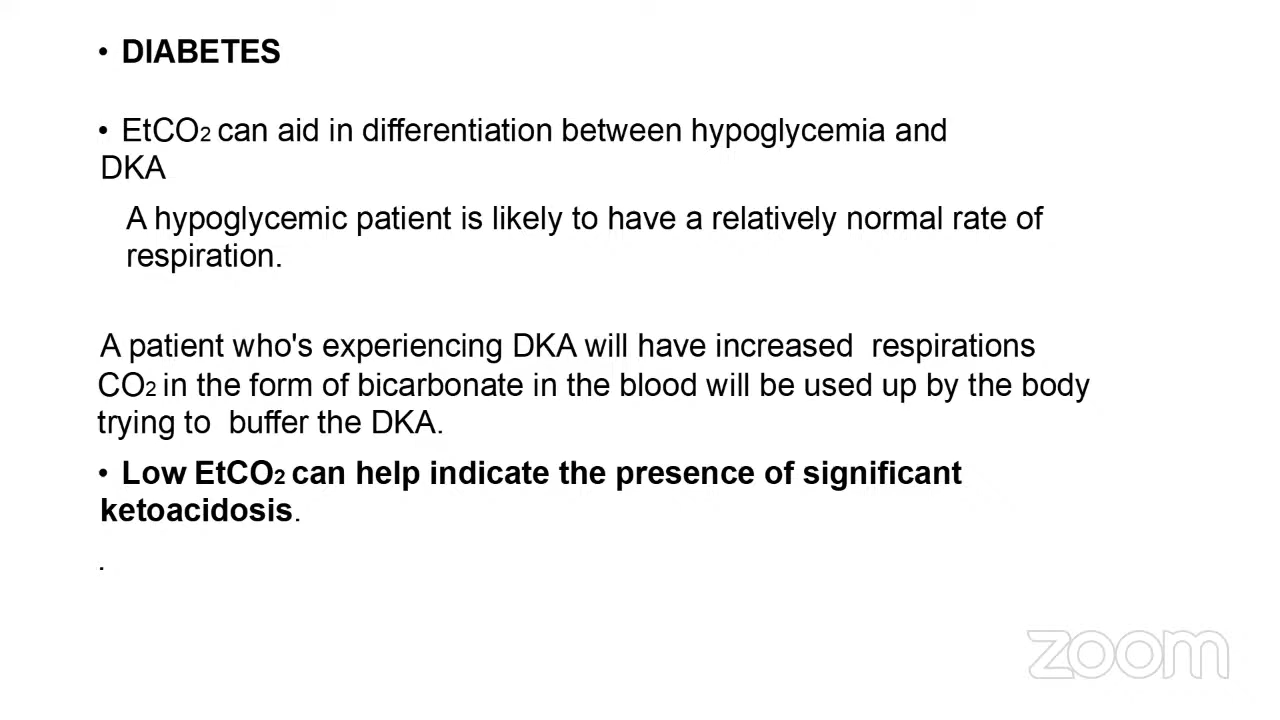 • DIABETES
• EtCO2 can aid in differentiation between hypoglycemia and
DKA
A hypoglycemic patient is likely to have a relatively normal rate of
respiration.
A patient who's experiencing DKA will have increased  respirations
CO2 in the form of bicarbonate in the blood will be used up by the body
trying to  buffer the DKA.
• Low EtCO2 can help indicate the presence of significant
ketoacidosis.
.
zoom